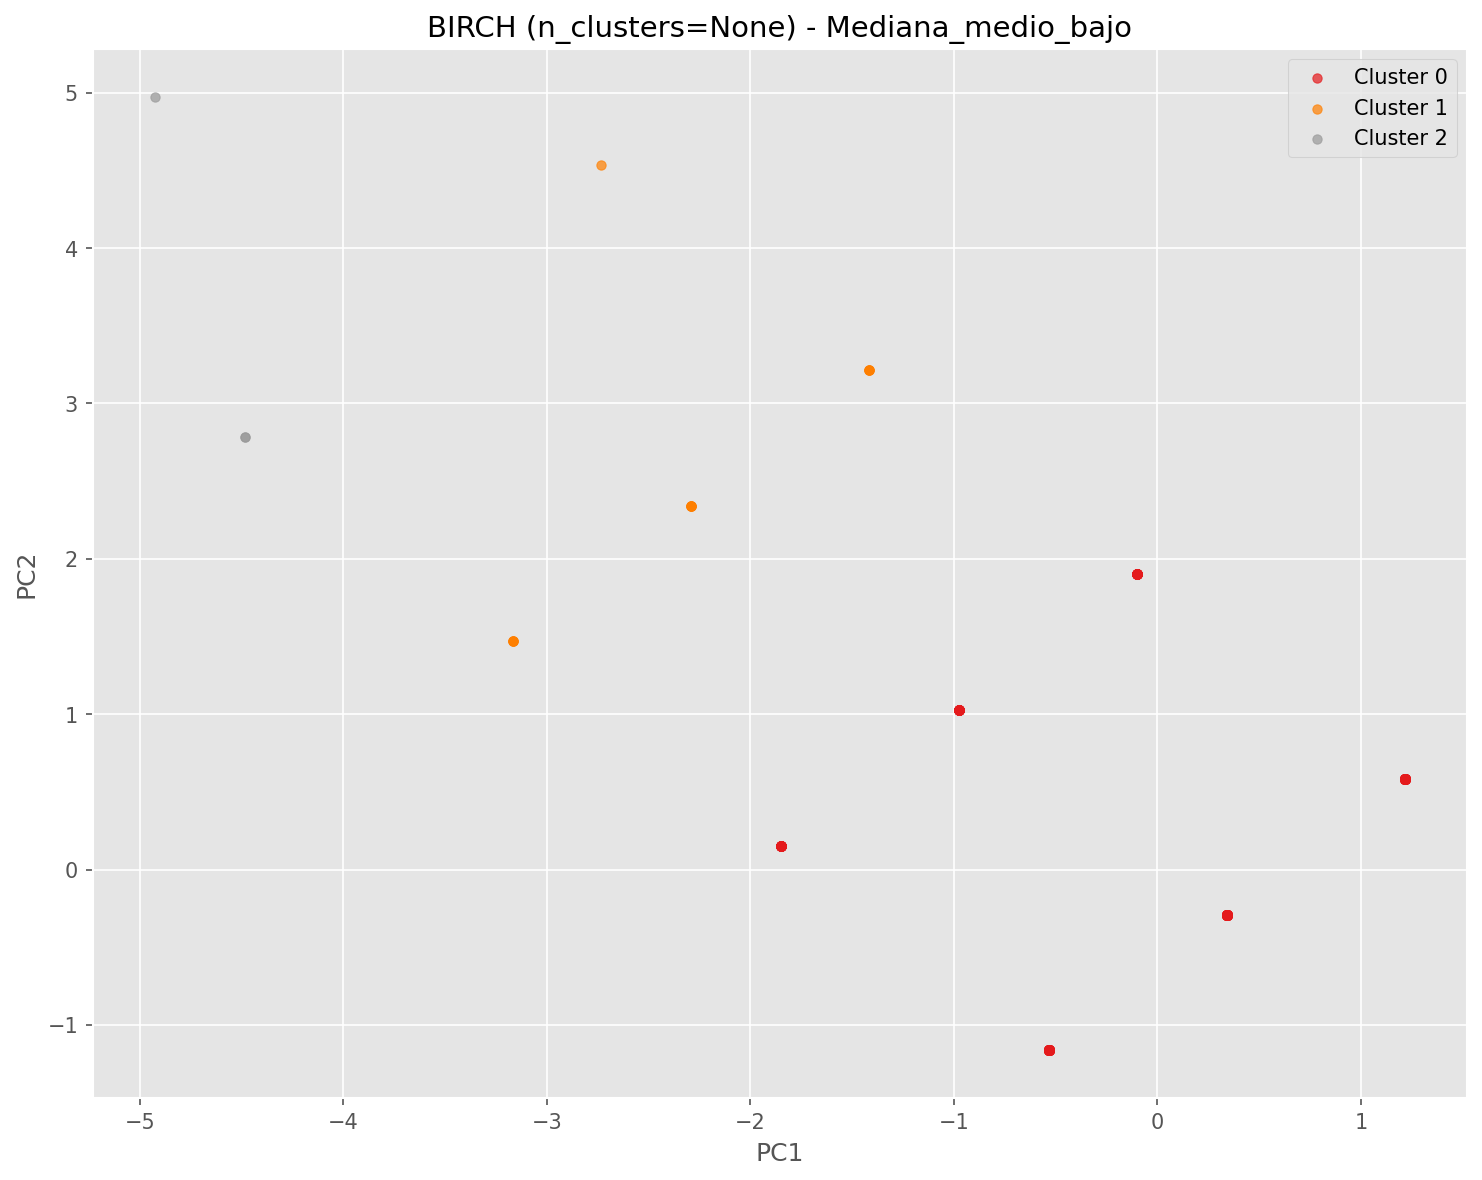 BIRCH (n_clusters=None) - Mediana_medio_bajo
Cluster 0
Cluster 1
Cluster 2
5
4
3
2
1
0
−1
PC2
−5
−4
−3
−2
−1
0
1
PC1